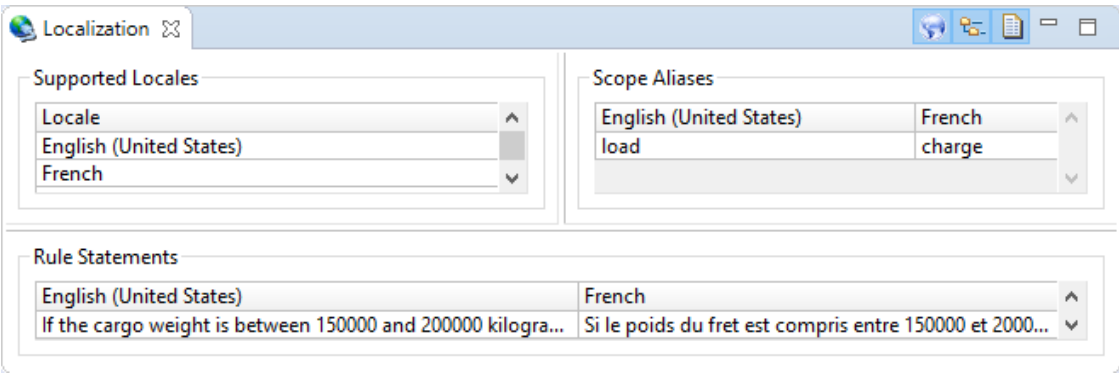 Localization
Supported Locales
Locale
English (United States)
French
Scope Aliases
English (United States) French
load charge
Rule Statements
English (United States) French
If the cargo weight is between 150000 and 200000 kilogra... Si le poids du fret est compris entre 150000 et 2000...